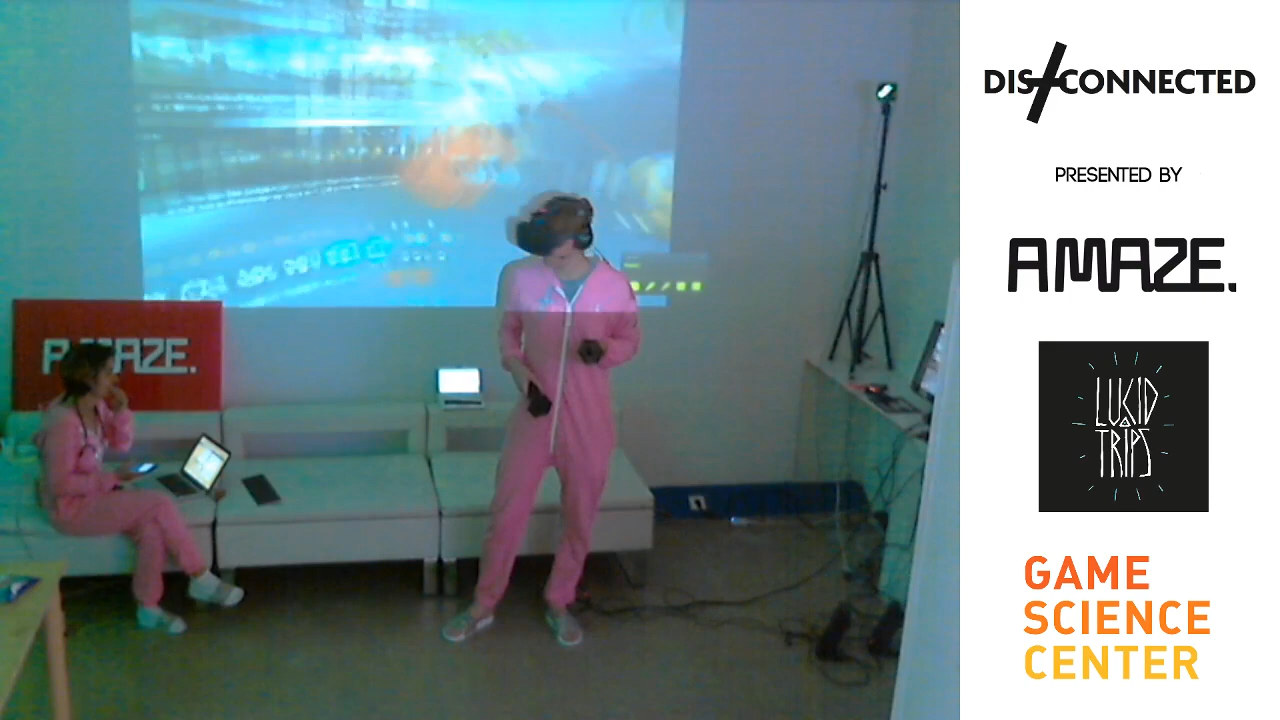 DIS/CONNECTED
PRESENTED BY
AMAZE.
LUCID
TRIPS
GAME
SCIENCE
CENTER
AMAZE.